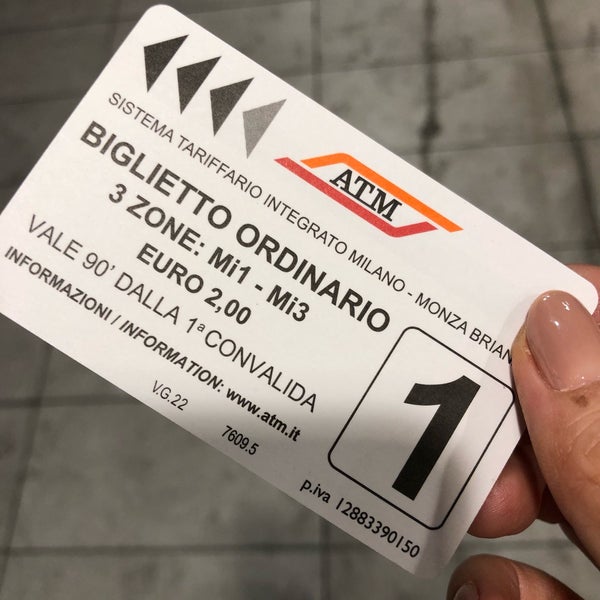 ATM
SISTEMA TARIFFARIO INTEGRATO MILANO - MONZA BRIAN
BIGLIETTO ORDINARIO
3 ZONE: Mi1 - Mi3
EURO 2,00
VALE 90' DALLA 1ª CONVALIDA
INFORMAZIONI / INFORMATION: www.atm.it
V.G.22 7609.5
1
p.iva 12883390150